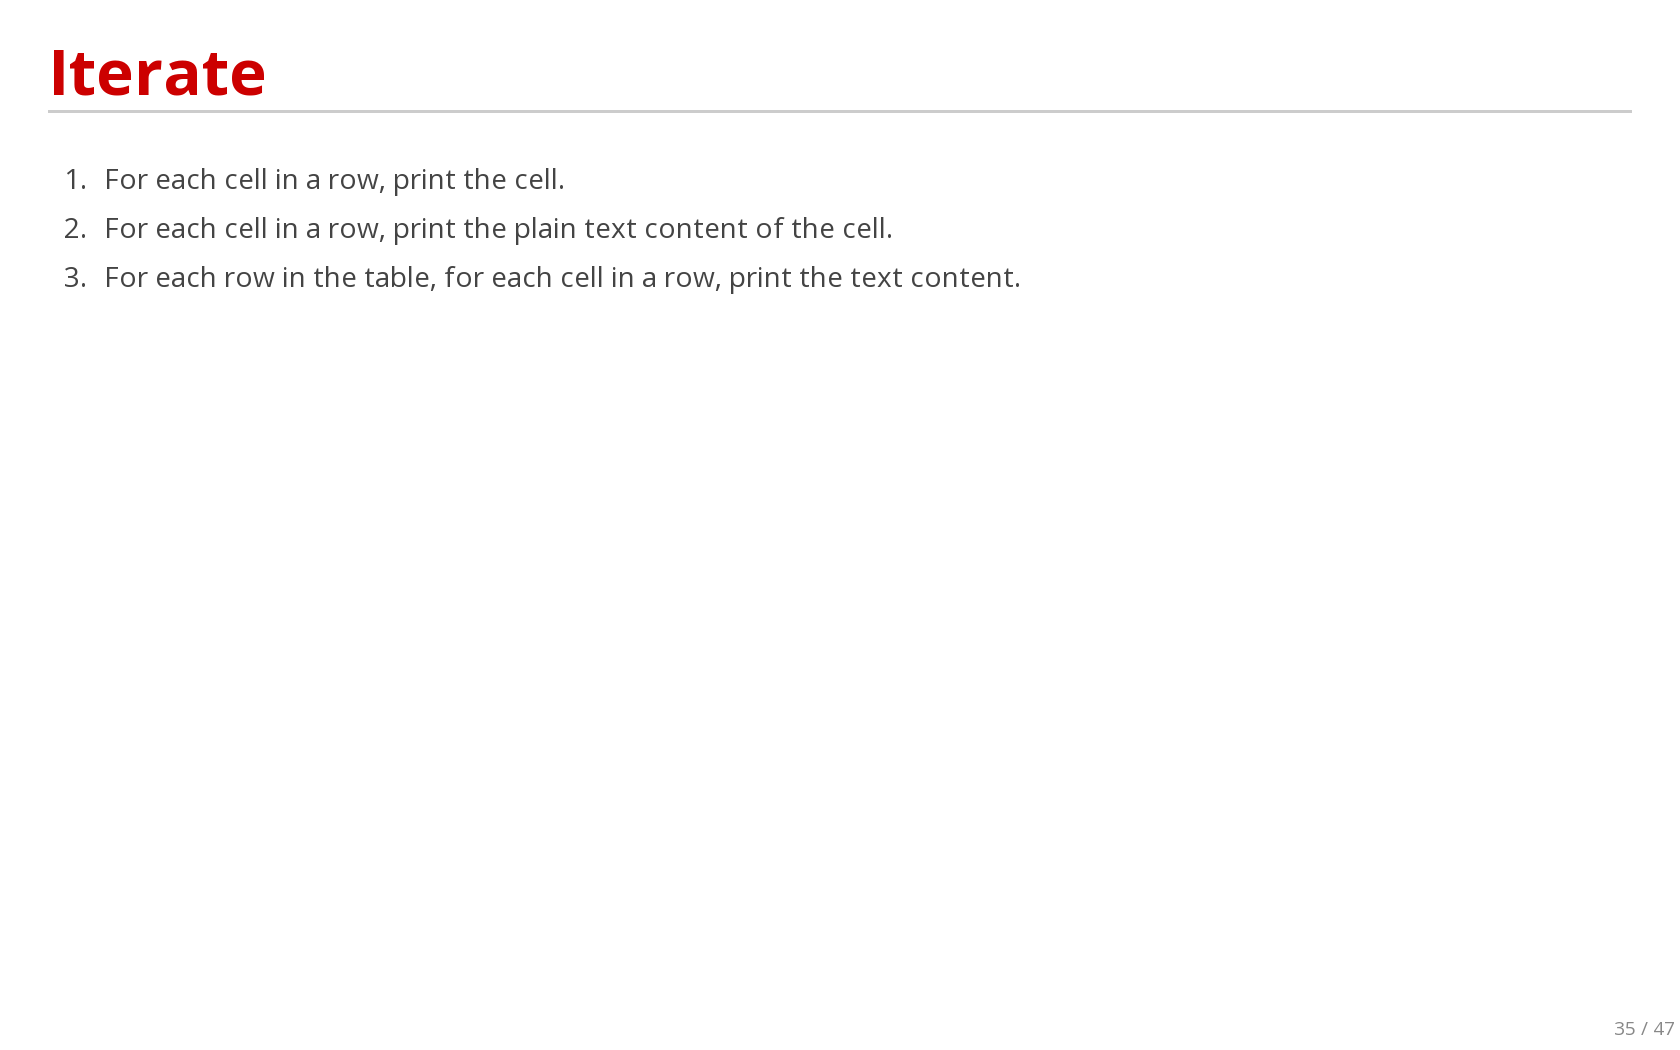 Iterate
1. For each cell in a row, print the cell.
2. For each cell in a row, print the plain text content of the cell.
3. For each row in the table, for each cell in a row, print the text content.
35 / 47